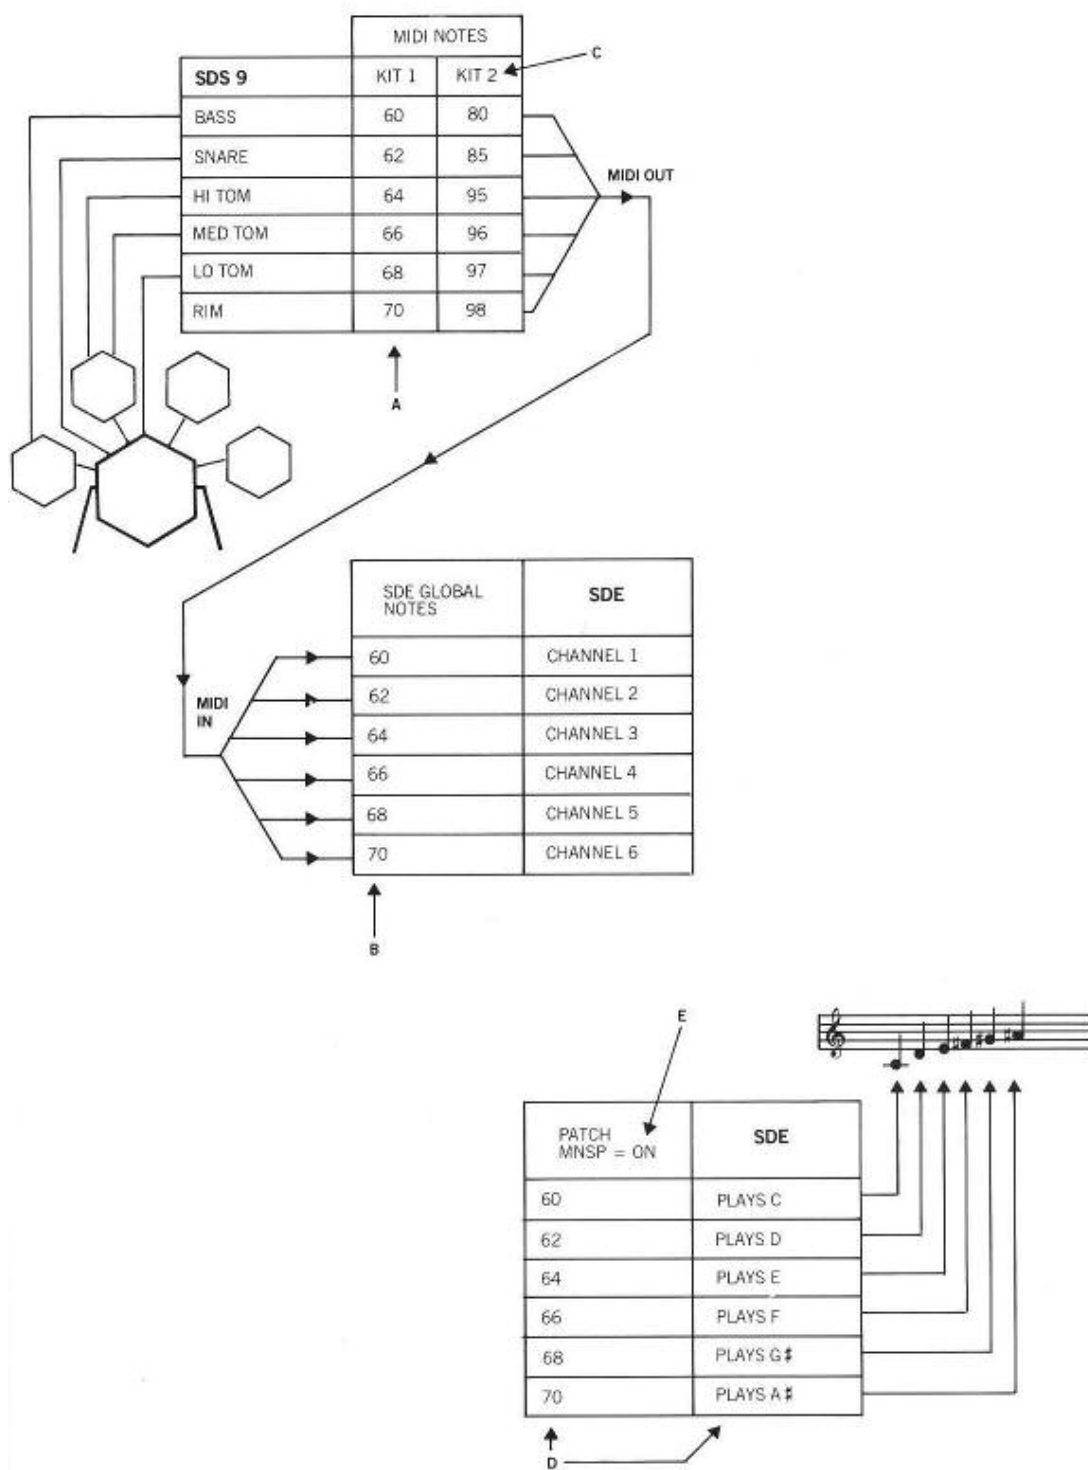 MIDI NOTES
C
SDS 9 KIT 1 KIT 2
BASS 60 80
SNARE 62 85
HI TOM 64 95
MED TOM 66 96
LO TOM 68 97
RIM 70 98
MIDI OUT
A
SDE GLOBAL
NOTES
SDE
60 CHANNEL 1
62 CHANNEL 2
64 CHANNEL 3
66 CHANNEL 4
68 CHANNEL 5
70 CHANNEL 6
MIDI
IN
B
E
PATCH
MNSP = ON
SDE
60 PLAYS C
62 PLAYS D
64 PLAYS E
66 PLAYS F
68 PLAYS G♯
70 PLAYS A♯
D